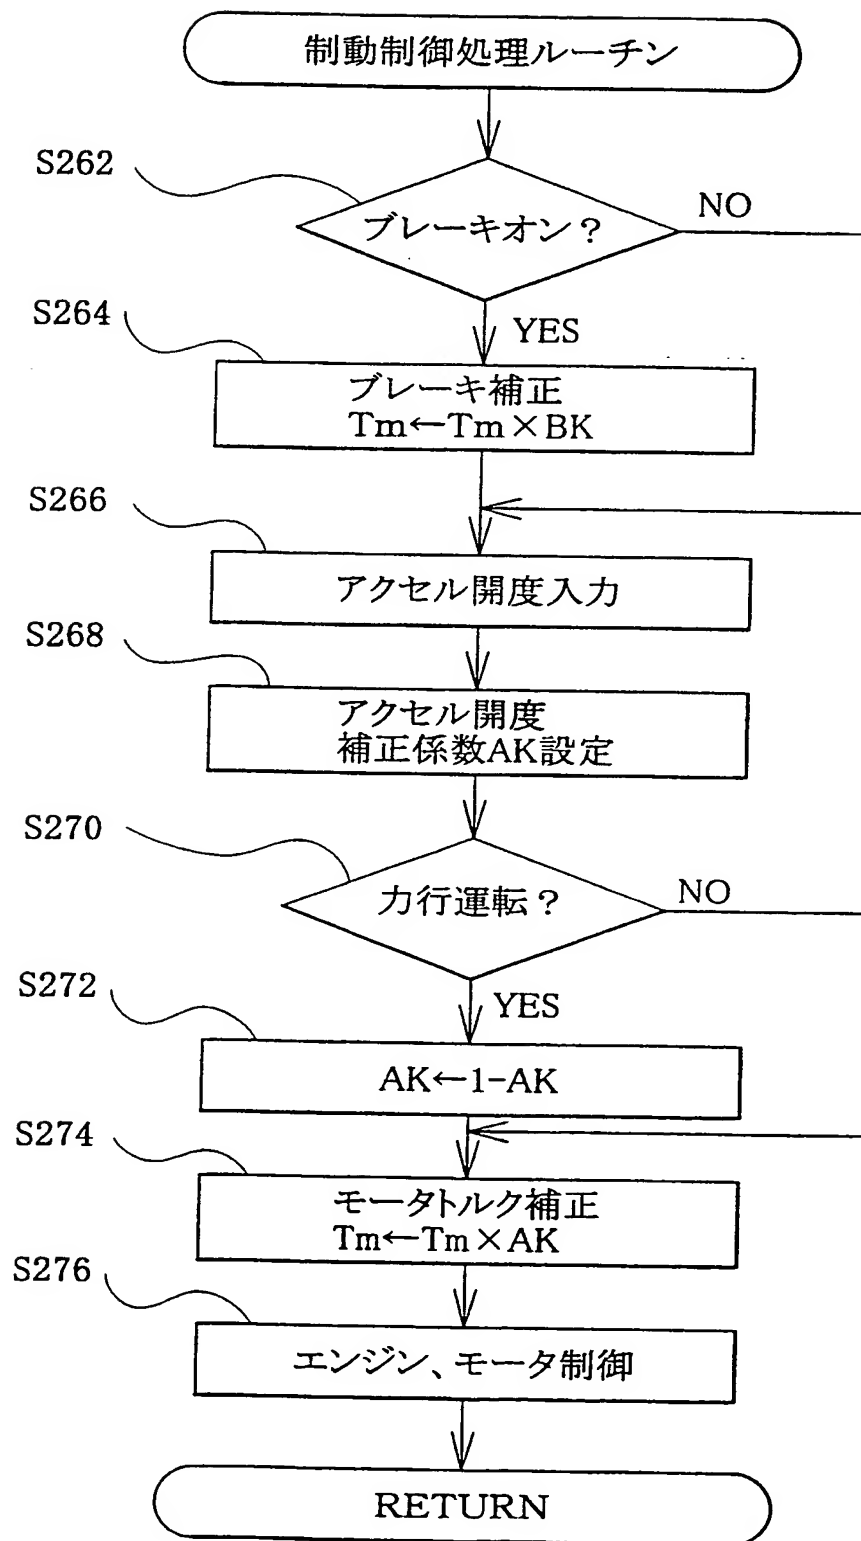 制動制御処理ルーチン
S262
ブレーキオン?
NO
YES
S264
ブレーキ補正
Tm←Tm×BK
S266
アクセル開度入力
S268
アクセル開度
補正係数AK設定
S270
力行運転?
NO
YES
S272
AK←1-AK
S274
モータトルク補正
Tm←Tm×AK
S276
エンジン、モータ制御
RETURN